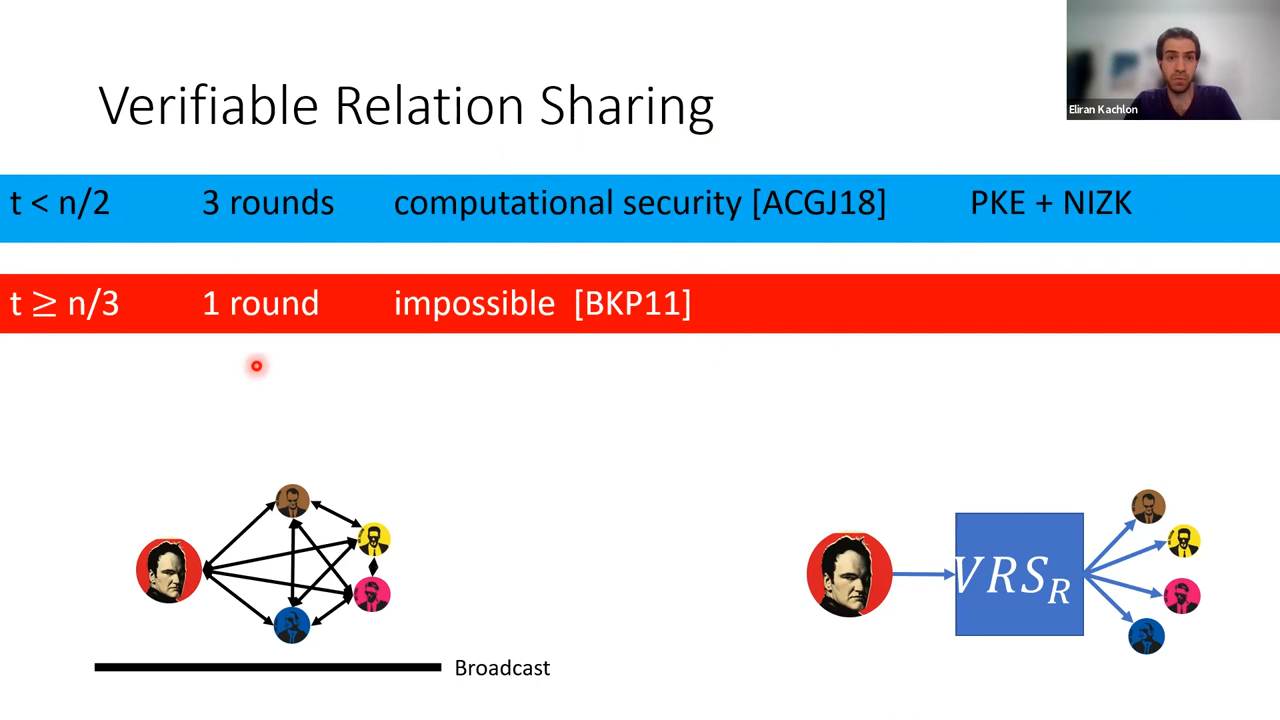 Eliran Kachlon
Verifiable Relation Sharing
t < n/2 3 rounds computational security [ACGJ18] PKE + NIZK
t ≥ n/3 1 round impossible [BKP11]
VRS_R
Broadcast